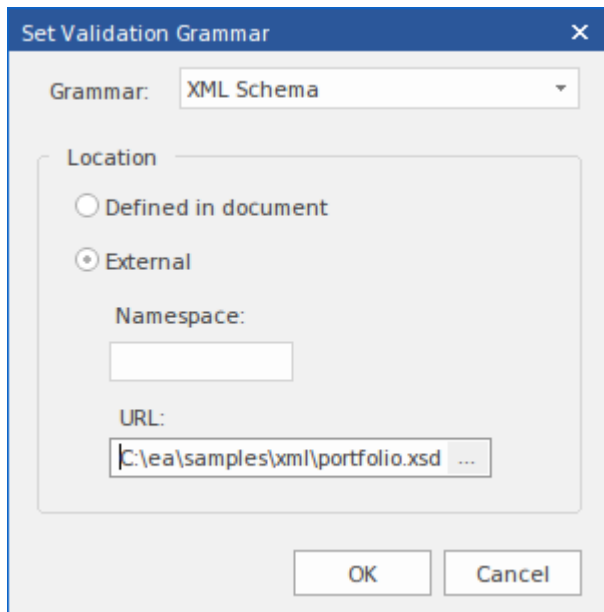 Set Validation Grammar
Grammar: XML Schema
Location
Defined in document
External
Namespace:
URL:
C:\ea\samples\xml\portfolio.xsd ...
OK Cancel